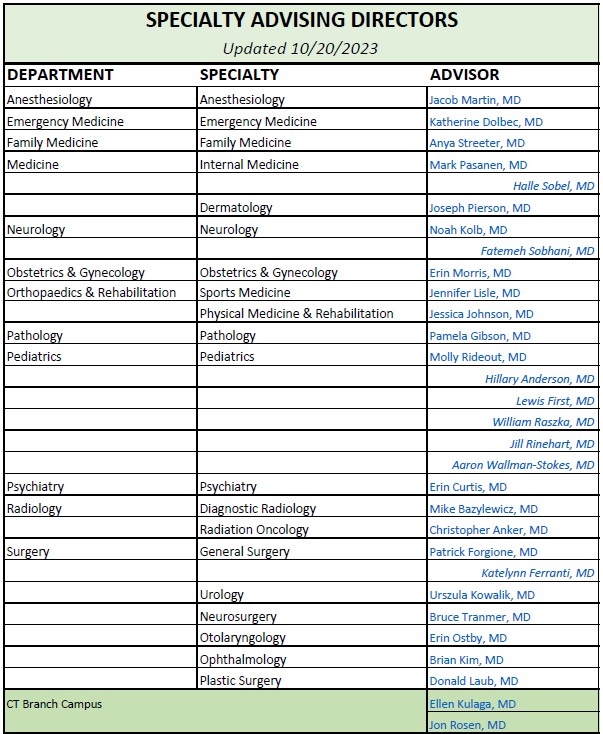 SPECIALTY ADVISING DIRECTORS
Updated 10/20/2023
DEPARTMENT SPECIALTY ADVISOR
Anesthesiology Anesthesiology Jacob Martin, MD
Emergency Medicine Emergency Medicine Katherine Dolbec, MD
Family Medicine Family Medicine Anya Streeter, MD
Medicine Internal Medicine Mark Pasanen, MD
Halle Sobel, MD
Dermatology Joseph Pierson, MD
Neurology Neurology Noah Kolb, MD
Fatemeh Sobhani, MD
Obstetrics & Gynecology Obstetrics & Gynecology Erin Morris, MD
Orthopaedics & Rehabilitation Sports Medicine Jennifer Lisle, MD
Physical Medicine & Rehabilitation Jessica Johnson, MD
Pathology Pathology Pamela Gibson, MD
Pediatrics Pediatrics Molly Rideout, MD
Hillary Anderson, MD
Lewis First, MD
William Raszka, MD
Jill Rinehart, MD
Aaron Wallman-Stokes, MD
Psychiatry Psychiatry Erin Curtis, MD
Radiology Diagnostic Radiology Mike Bazylewicz, MD
Radiation Oncology Christopher Anker, MD
Surgery General Surgery Patrick Forgione, MD
Katelynn Ferranti, MD
Urology Urszula Kowalik, MD
Neurosurgery Bruce Tranmer, MD
Otolaryngology Erin Ostby, MD
Ophthalmology Brian Kim, MD
Plastic Surgery Donald Laub, MD
CT Branch Campus Ellen Kulaga, MD
Jon Rosen, MD